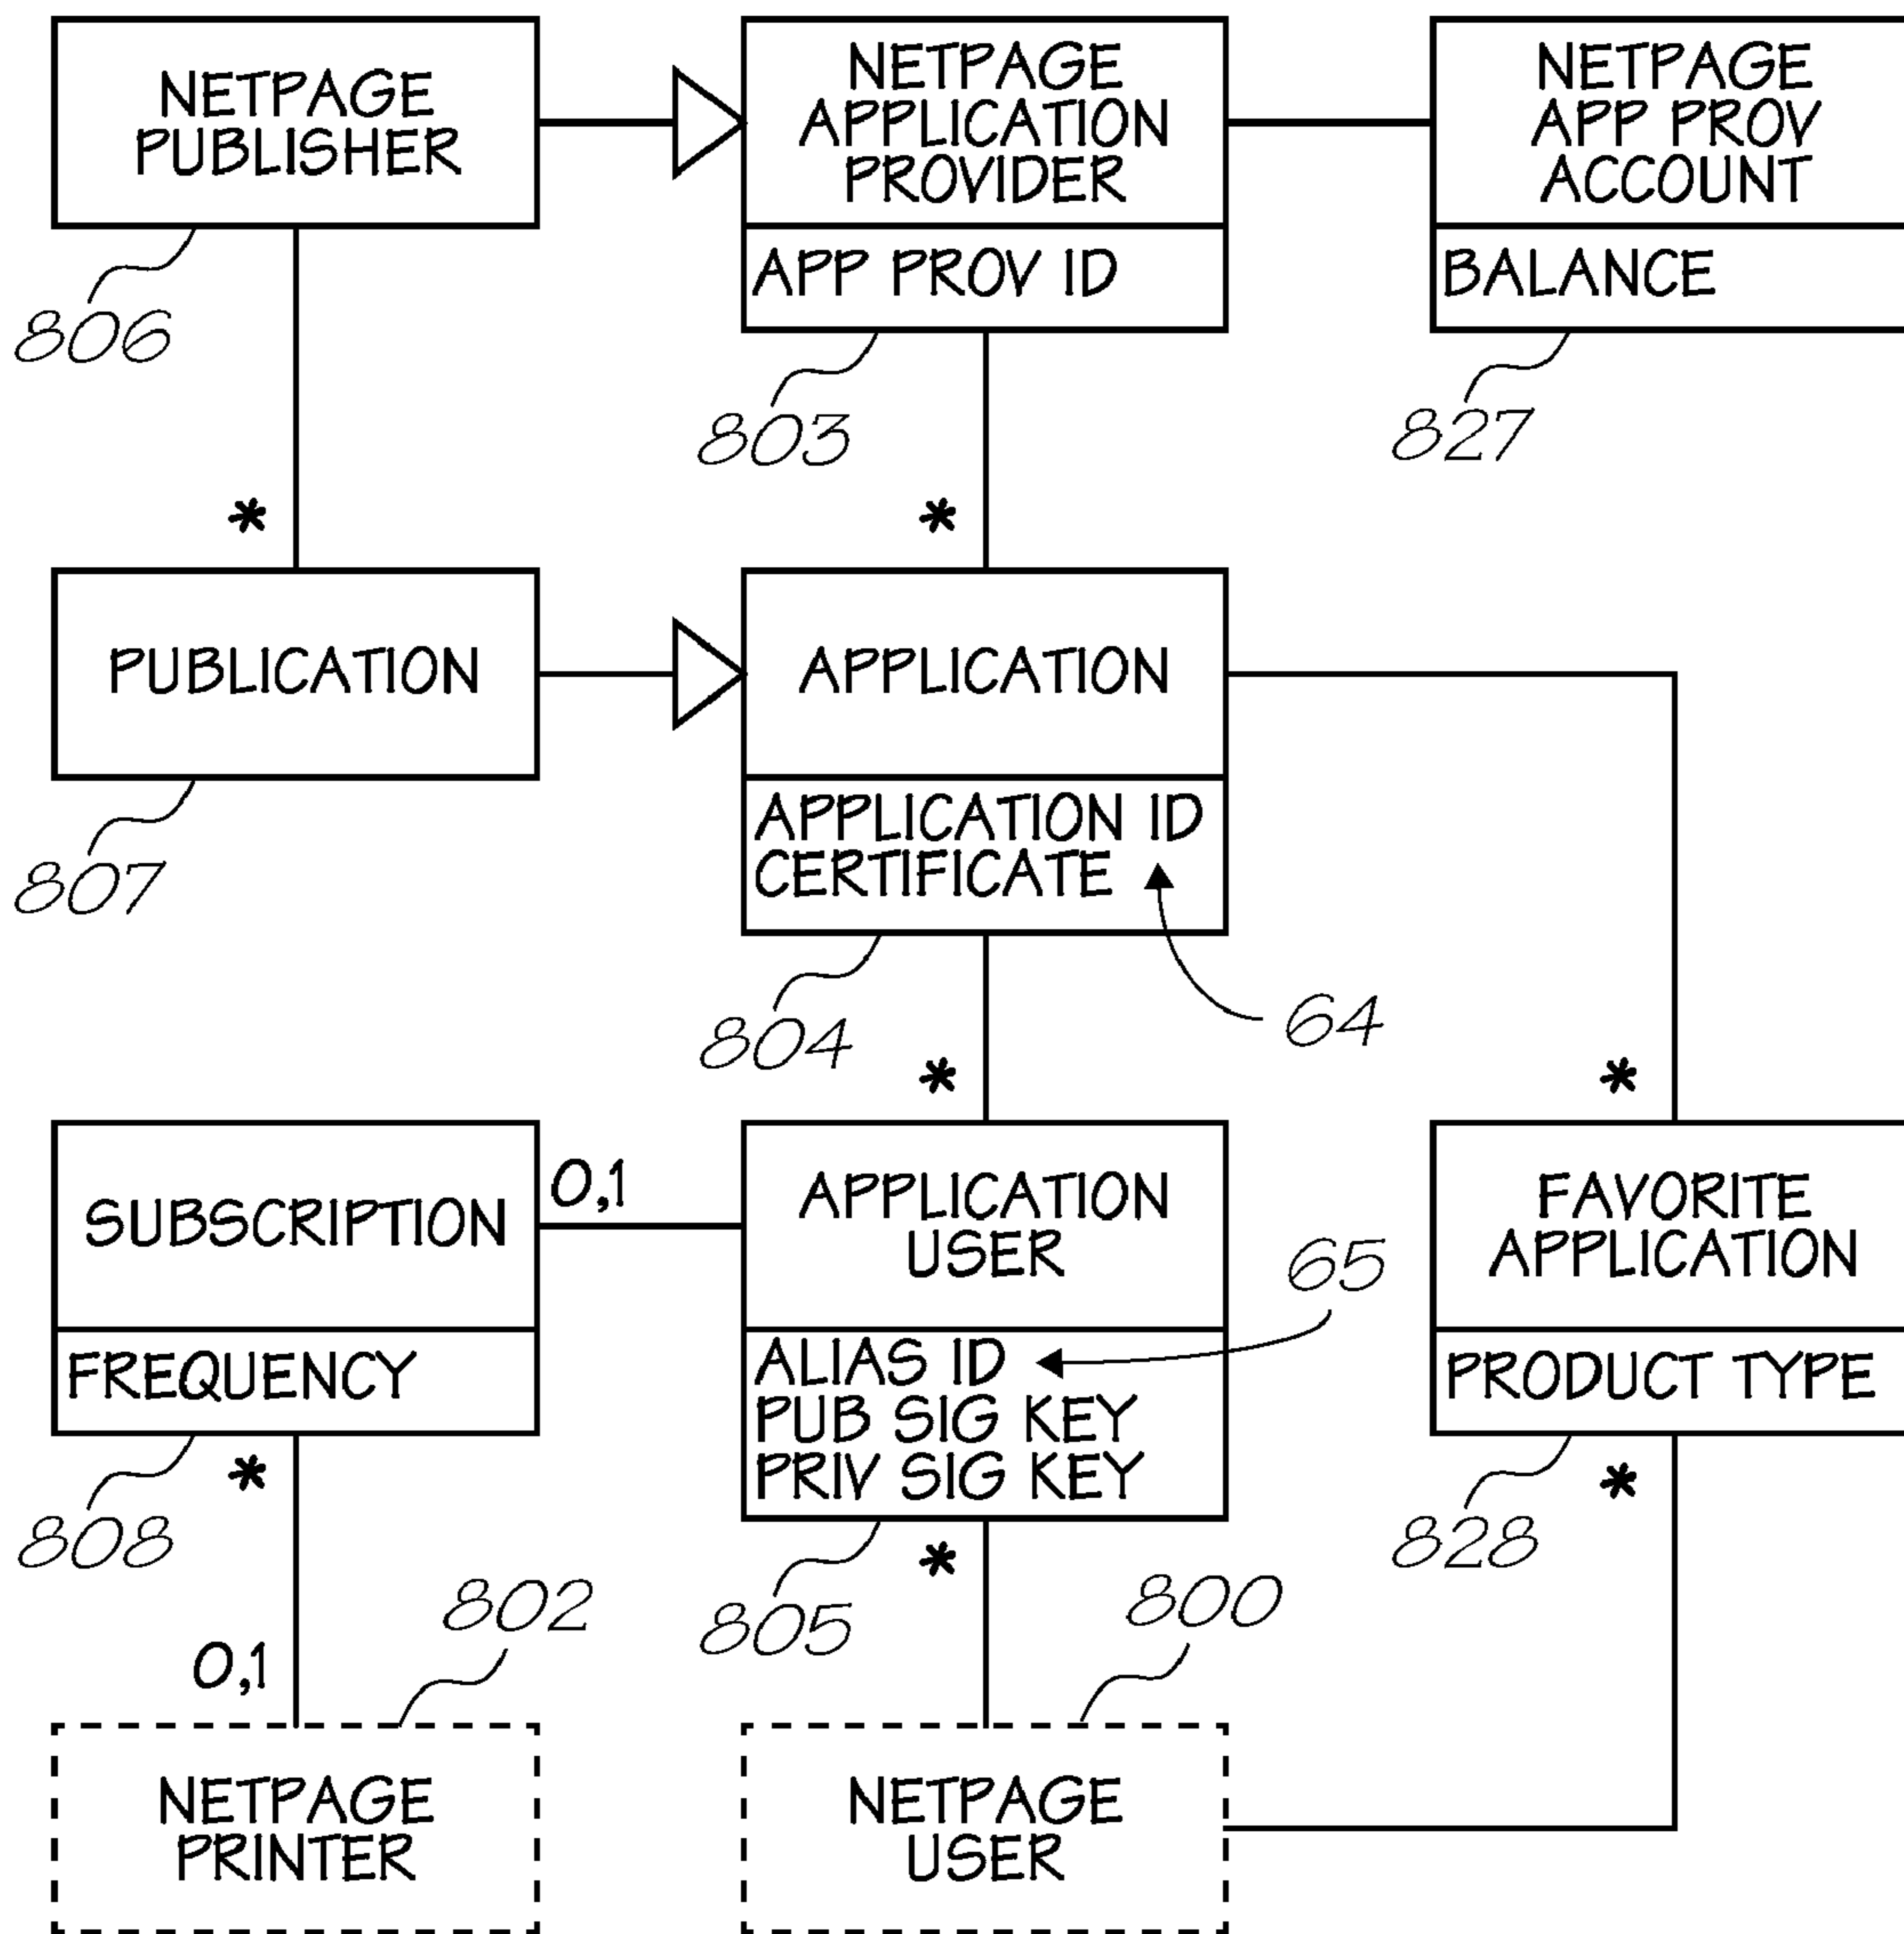 NETPAGE
PUBLISHER
NETPAGE
APPLICATION
PROVIDER
APP PROV ID
NETPAGE
APP PROV
ACCOUNT
BALANCE
806
803
827
*
*
PUBLICATION
APPLICATION
APPLICATION ID
CERTIFICATE
807
804
64
*
*
SUBSCRIPTION
FREQUENCY
0,1
APPLICATION
USER
ALIAS ID
PUB SIG KEY
PRIV SIG KEY
65
FAVORITE
APPLICATION
PRODUCT TYPE
808
*
805
*
828
*
802
800
0,1
NETPAGE
PRINTER
NETPAGE
USER